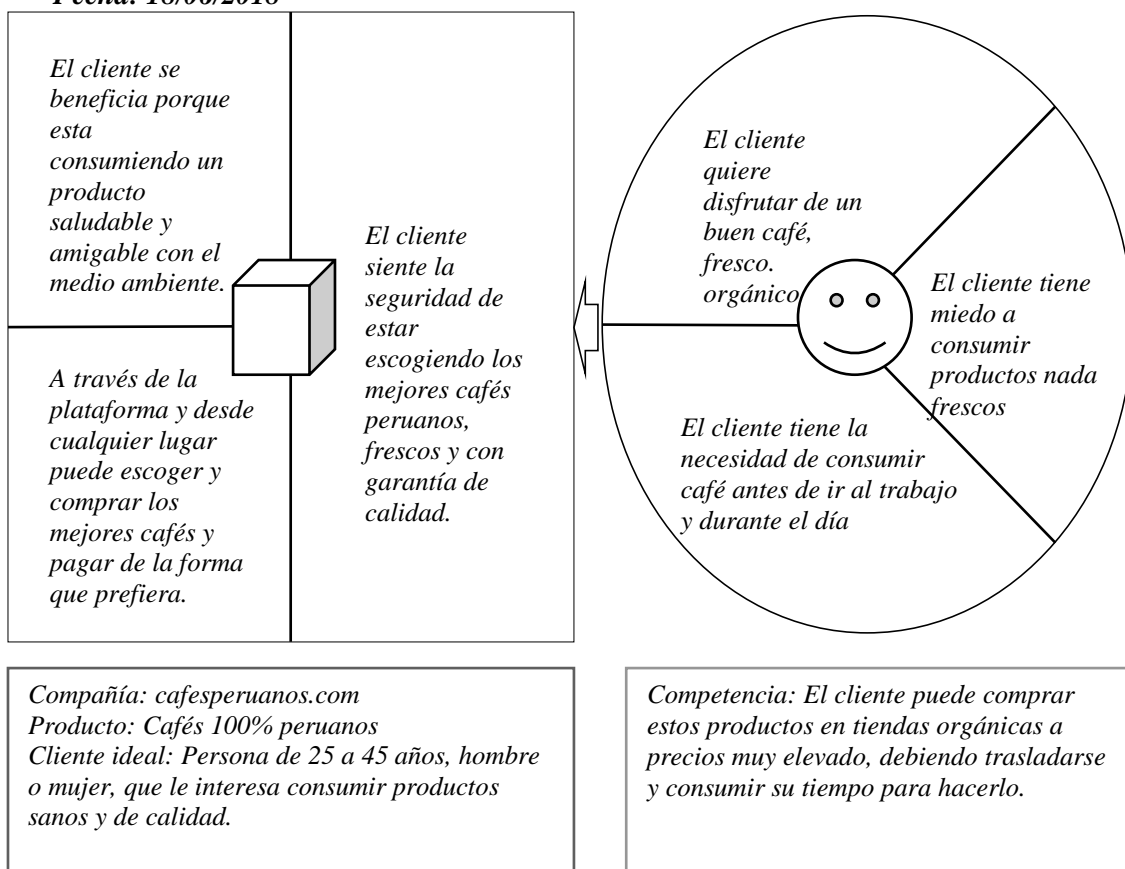 Fecha:
El cliente se
beneficia porque
esta
consumiendo un
producto
saludable y
amigable con el
medio ambiente.
A través de la
plataforma y desde
cualquier lugar
puede escoger y
comprar los
mejores cafés y
pagar de la forma
que prefiera.
El cliente
siente la
seguridad de
estar
escogiendo los
mejores cafés
peruanos,
frescos y con
garantía de
calidad.
El cliente
quiere
disfrutar de un
buen café,
fresco.
orgánico
El cliente tiene
miedo a
consumir
productos nada
frescos
El cliente tiene la
necesidad de consumir
café antes de ir al trabajo
y durante el día
Compañía: cafesperuanos.com
Producto: Cafés 100% peruanos
Cliente ideal: Persona de 25 a 45 años, hombre
o mujer, que le interesa consumir productos
sanos y de calidad.
Competencia: El cliente puede comprar
estos productos en tiendas orgánicas a
precios muy elevado, debiendo trasladarse
y consumir su tiempo para hacerlo.